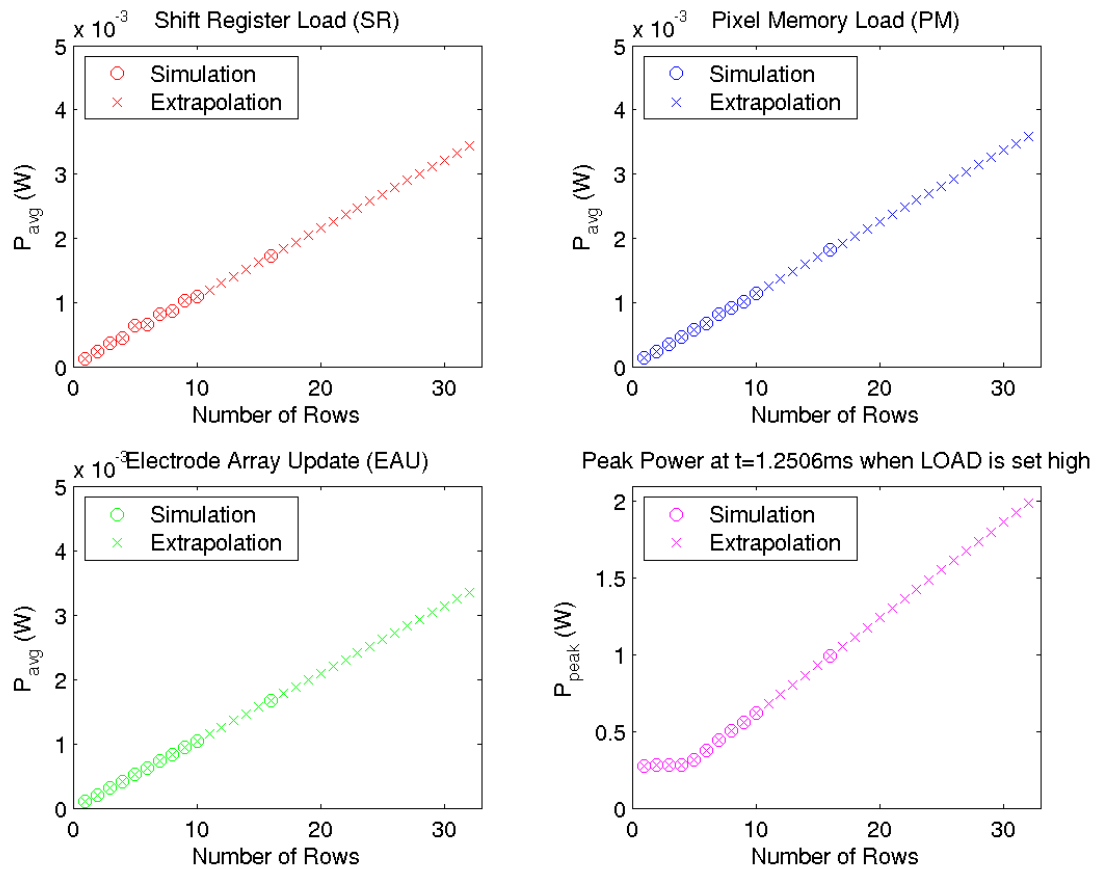 Shift Register Load (SR)
x 10^-3
5
4
3
2
1
0
Simulation
Extrapolation
P_avg (W)
0 10 20 30
Number of Rows
Pixel Memory Load (PM)
x 10^-3
5
4
3
2
1
0
Simulation
Extrapolation
P_avg (W)
0 10 20 30
Number of Rows
Electrode Array Update (EAU)
x 10^-3
5
4
3
2
1
0
Simulation
Extrapolation
P_avg (W)
0 10 20 30
Number of Rows
Peak Power at t=1.2506ms when LOAD is set high
2
1.5
1
0.5
0
Simulation
Extrapolation
P_peak (W)
0 10 20 30
Number of Rows